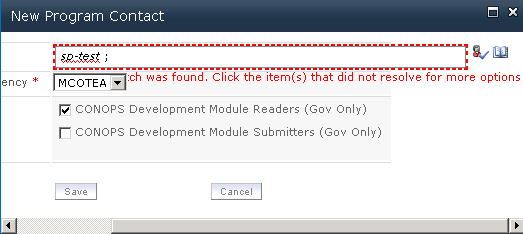 New Program Contact
sp-test ;
ency *
MCOTEA
tch was found. Click the item(s) that did not resolve for more options
CONOPS Development Module Readers (Gov Only)
CONOPS Development Module Submitters (Gov Only)
Save Cancel